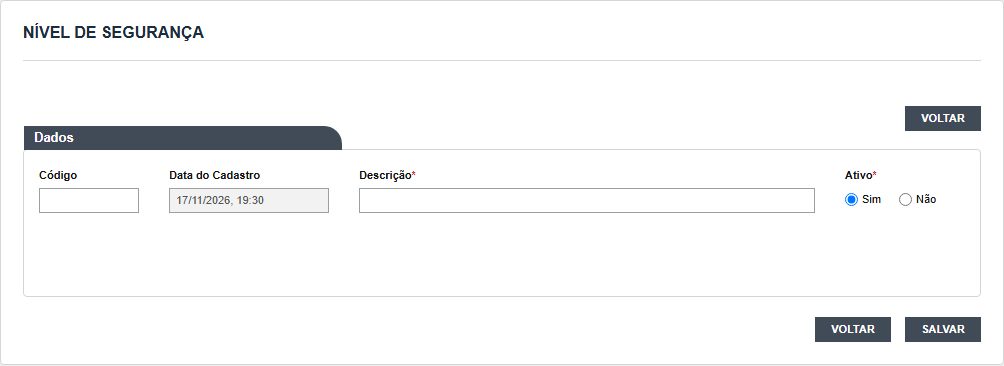 NÍVEL DE SEGURANÇA
VOLTAR
Dados
Código Data do Cadastro Descrição* Ativo*
17/11/2026, 19:30 Sim Não
VOLTAR SALVAR